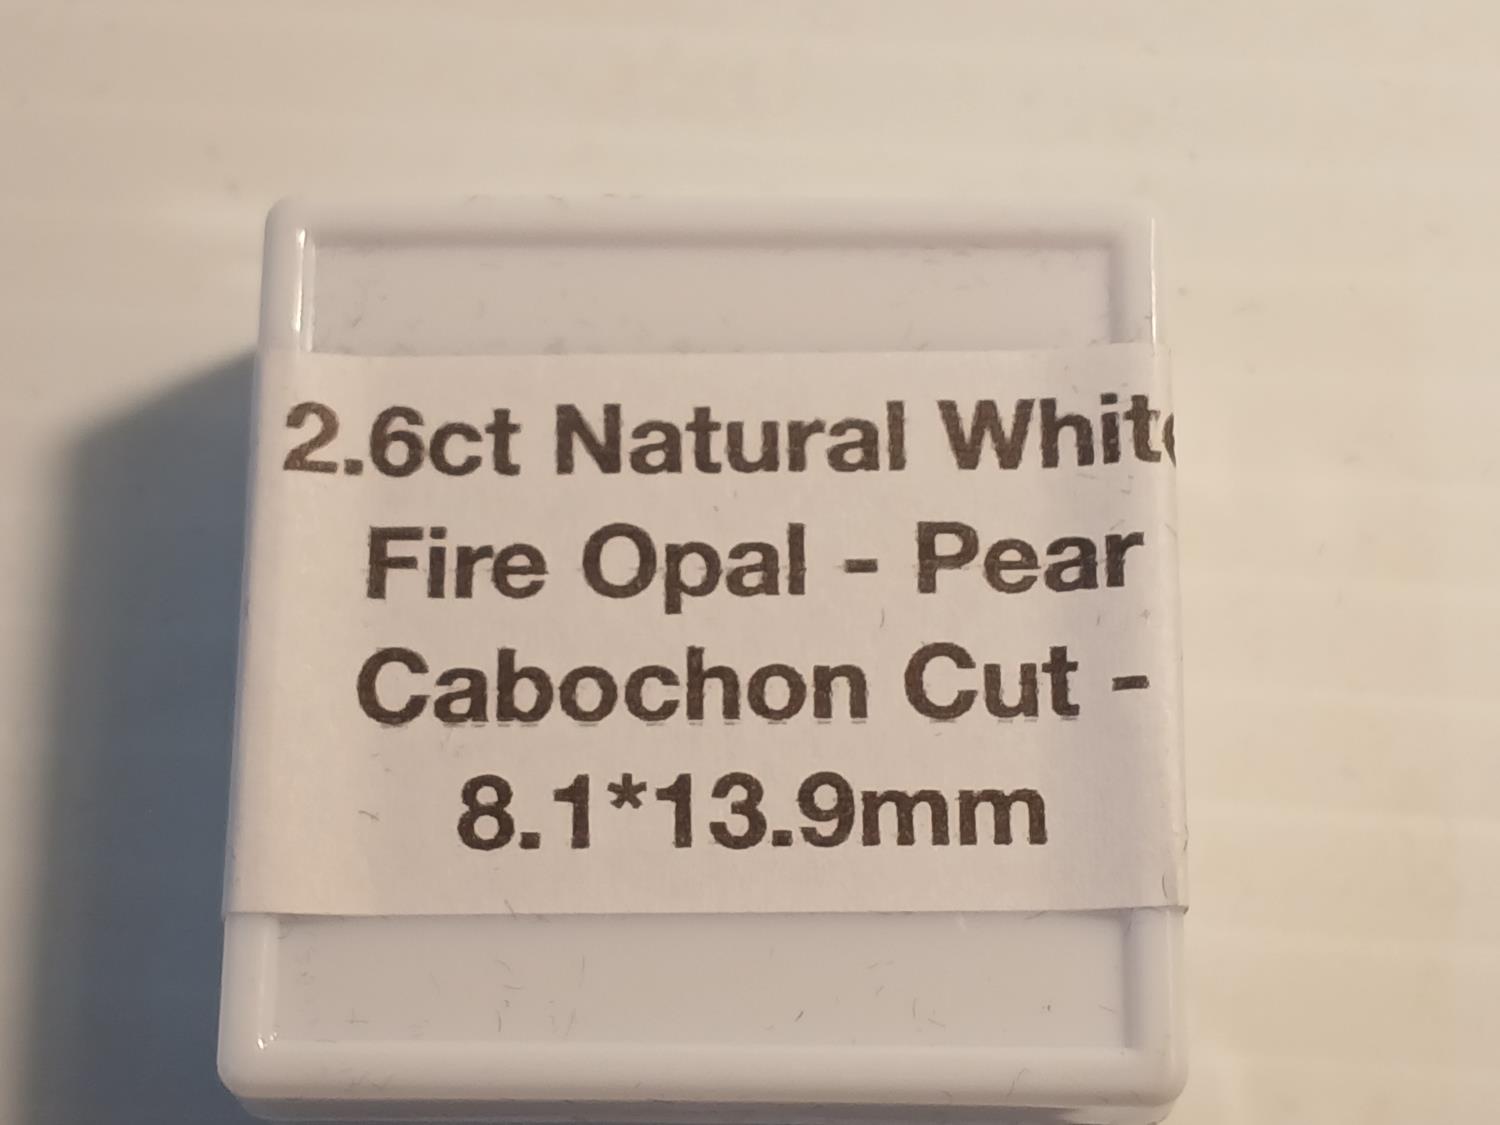 2.6ct Natural White
Fire Opal - Pear
Cabochon Cut -
8.1*13.9mm